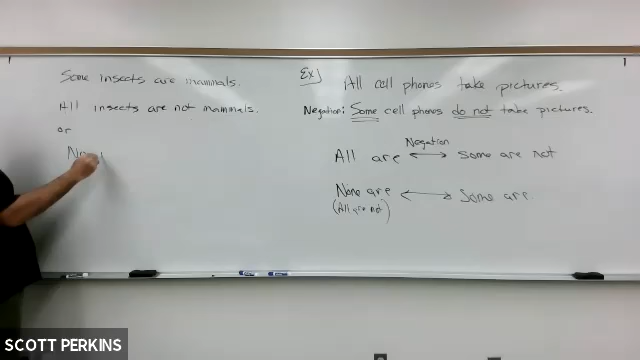 Some insects are mammals.
All insects are not mammals.
or
No
Ex) All cell phones take pictures.
Negation: Some cell phones do not take pictures.
Negation
All are ⟷ some are not
None are ⟷ Some are
(All are not)
SCOTT PERKINS